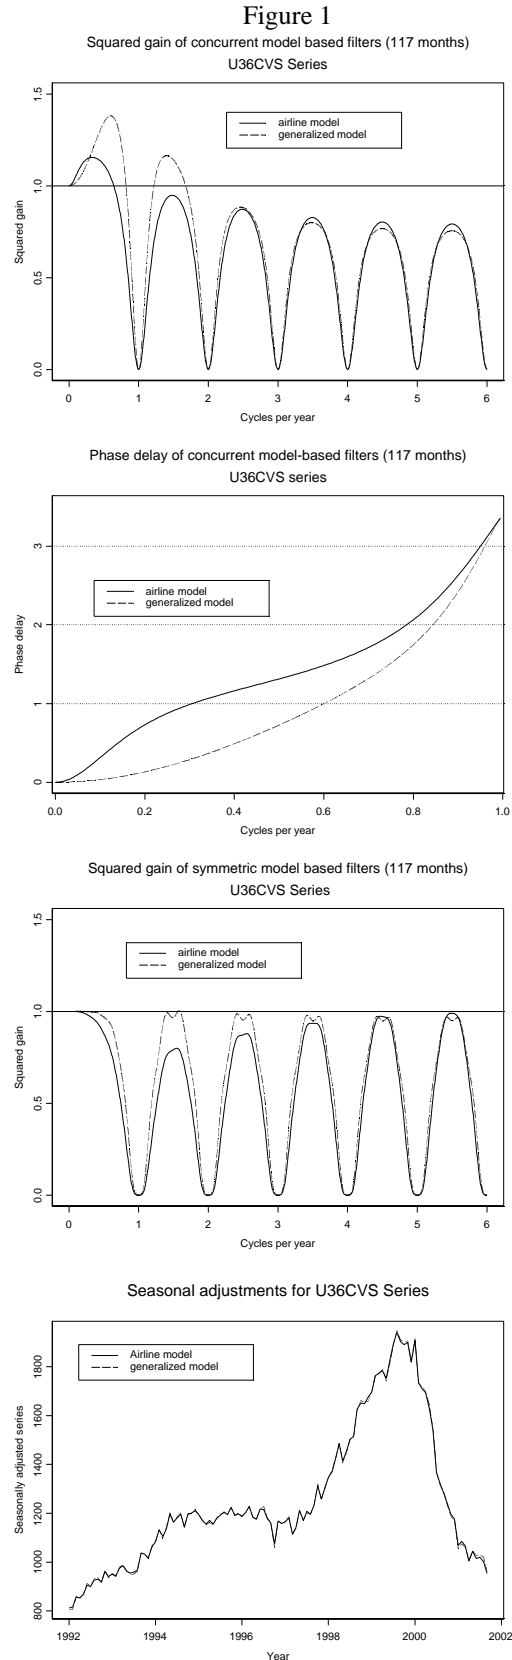 Figure 1
Squared gain of concurrent model based filters (117 months)
U36CVS Series
airline model
generalized model
Squared gain
0.0
0.5
1.0
1.5
0 1 2 3 4 5 6
Cycles per year
Phase delay of concurrent model-based filters (117 months)
U36CVS series
airline model
generalized model
Phase delay
0
1
2
3
0.0 0.2 0.4 0.6 0.8 1.0
Cycles per year
Squared gain of symmetric model based filters (117 months)
U36CVS Series
airline model
generalized model
Squared gain
0.0
0.5
1.0
1.5
0 1 2 3 4 5 6
Cycles per year
Seasonal adjustments for U36CVS Series
Airline model
generalized model
Seasonally adjusted series
800
1000
1200
1400
1600
1800
1992 1994 1996 1998 2000 2002
Year